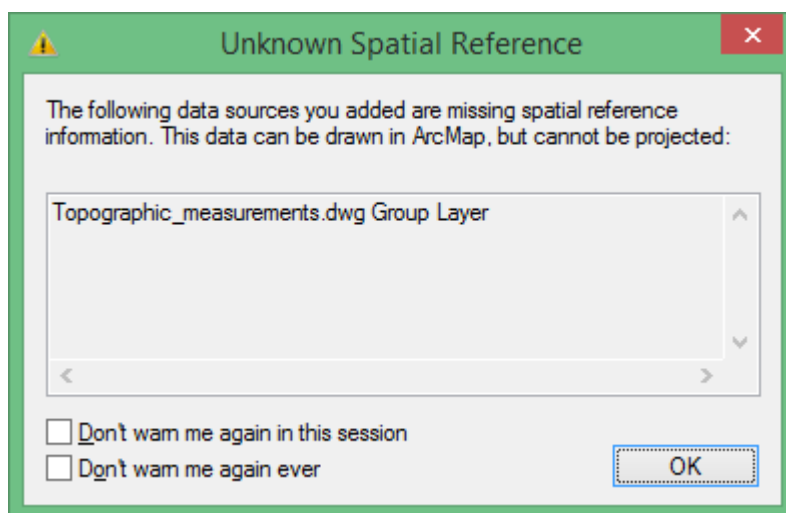 Unknown Spatial Reference
The following data sources you added are missing spatial reference
information. This data can be drawn in ArcMap, but cannot be projected:
Topographic_measurements.dwg Group Layer
Don't warn me again in this session
Don't warn me again ever
OK